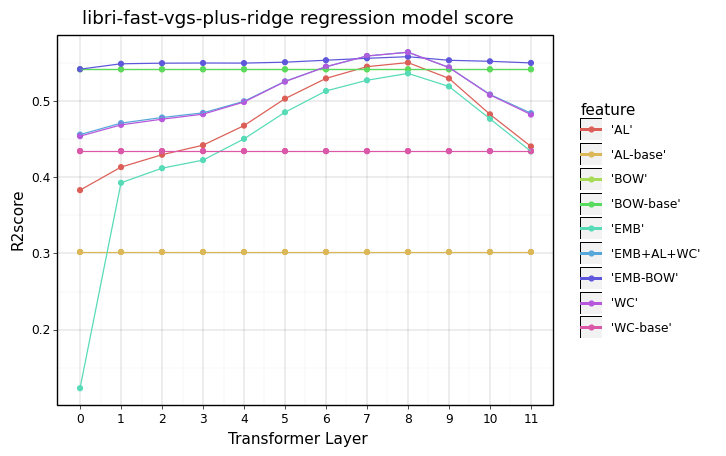 libri-fast-vgs-plus-ridge regression model score
R2score
0.5
0.4
0.3
0.2
0 1 2 3 4 5 6 7 8 9 10 11
Transformer Layer
feature
'AL'
'AL-base'
'BOW'
'BOW-base'
'EMB'
'EMB+AL+WC'
'EMB-BOW'
'WC'
'WC-base'